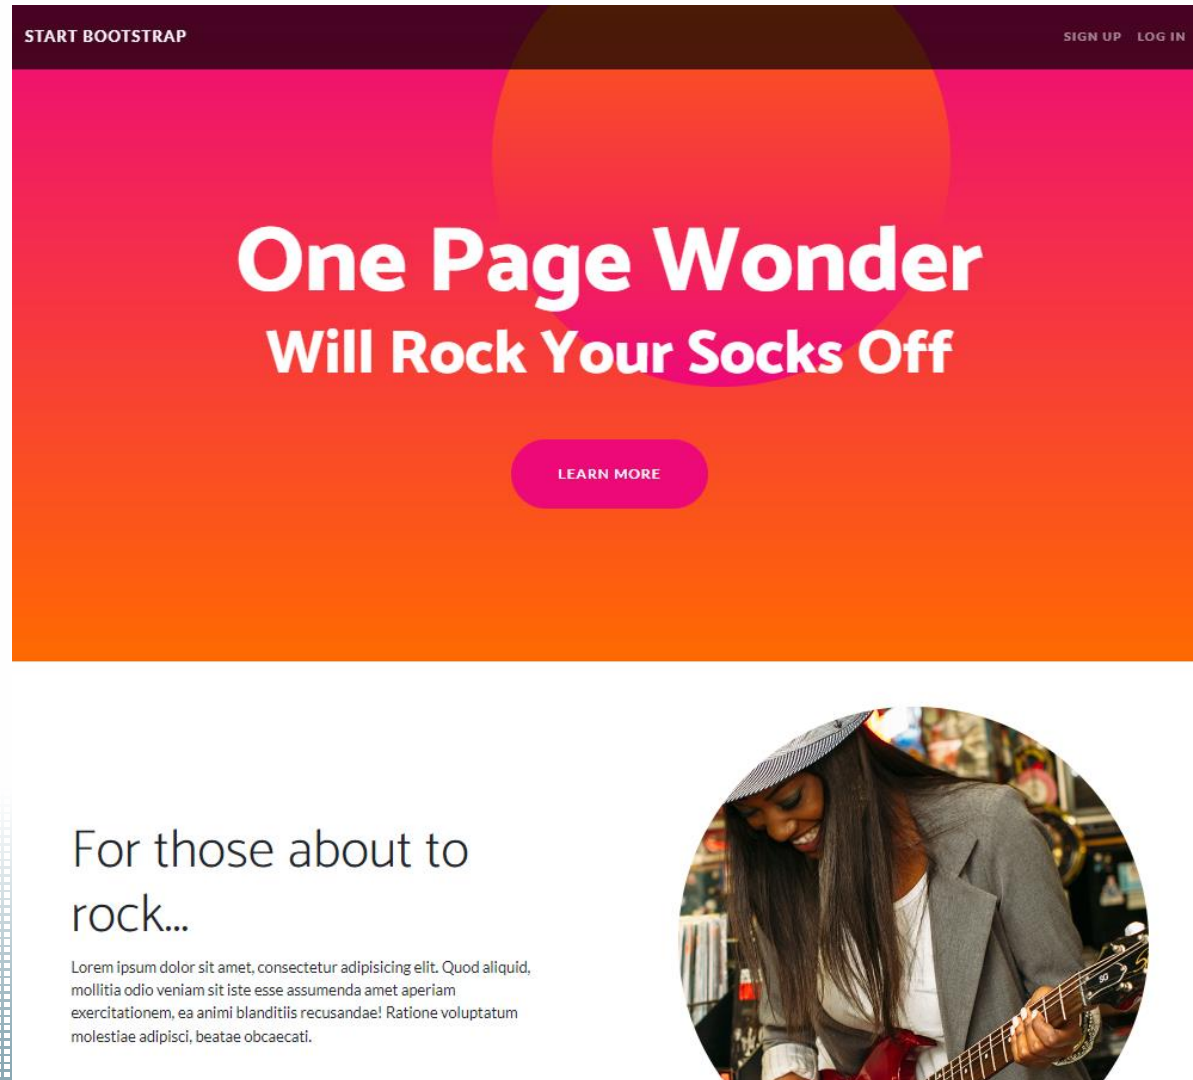 START BOOTSTRAP
SIGN UP LOG IN
One Page Wonder
Will Rock Your Socks Off
LEARN MORE
For those about to
rock...
Lorem ipsum dolor sit amet, consectetur adipisicing elit. Quod aliquid,
mollitia odio veniam sit iste esse assumenda amet aperiam
exercitationem, ea animi blanditiis recusandae! Ratione voluptatum
molestiae adipisci, beatae obcaecati.
SG